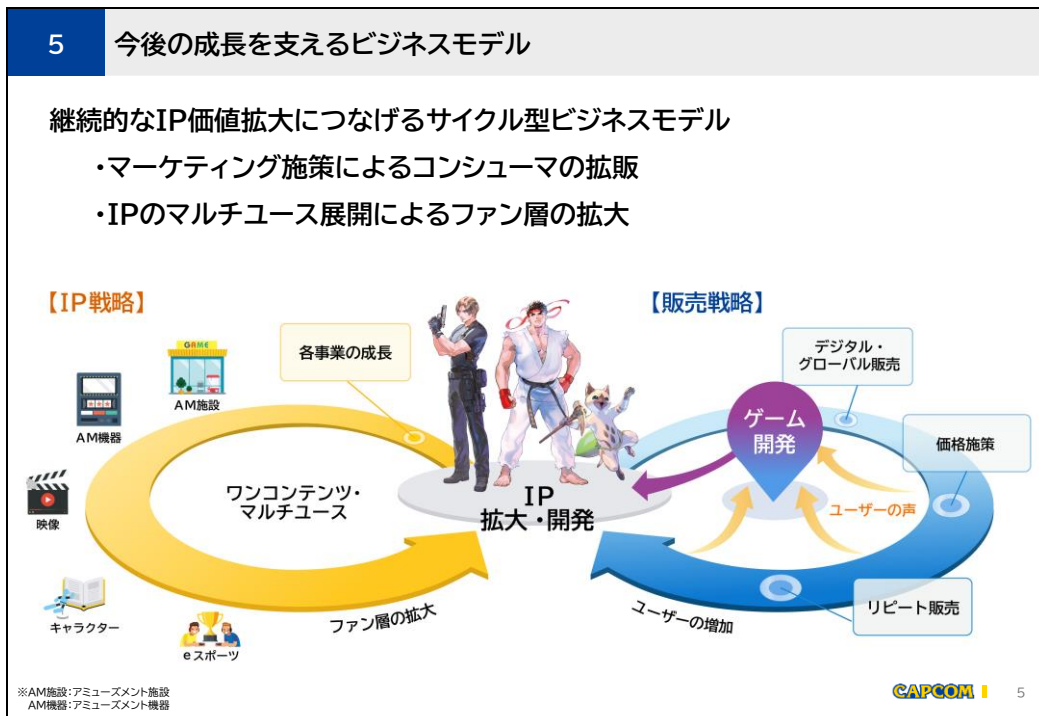 5
今後の成長を支えるビジネスモデル
継続的なIP価値拡大につなげるサイクル型ビジネスモデル
・マーケティング施策によるコンシューマの拡販
・IPのマルチユース展開によるファン層の拡大
【IP戦略】
【販売戦略】
各事業の成長
GAME
AM施設
AM機器
映像
キャラクター
eスポーツ
ワンコンテンツ・
マルチユース
ファン層の拡大
IP
拡大・開発
デジタル・
グローバル販売
ゲーム
開発
価格施策
ユーザーの声
リピート販売
ユーザーの増加
※AM施設:アミューズメント施設
AM機器:アミューズメント機器
CAPCOM
5